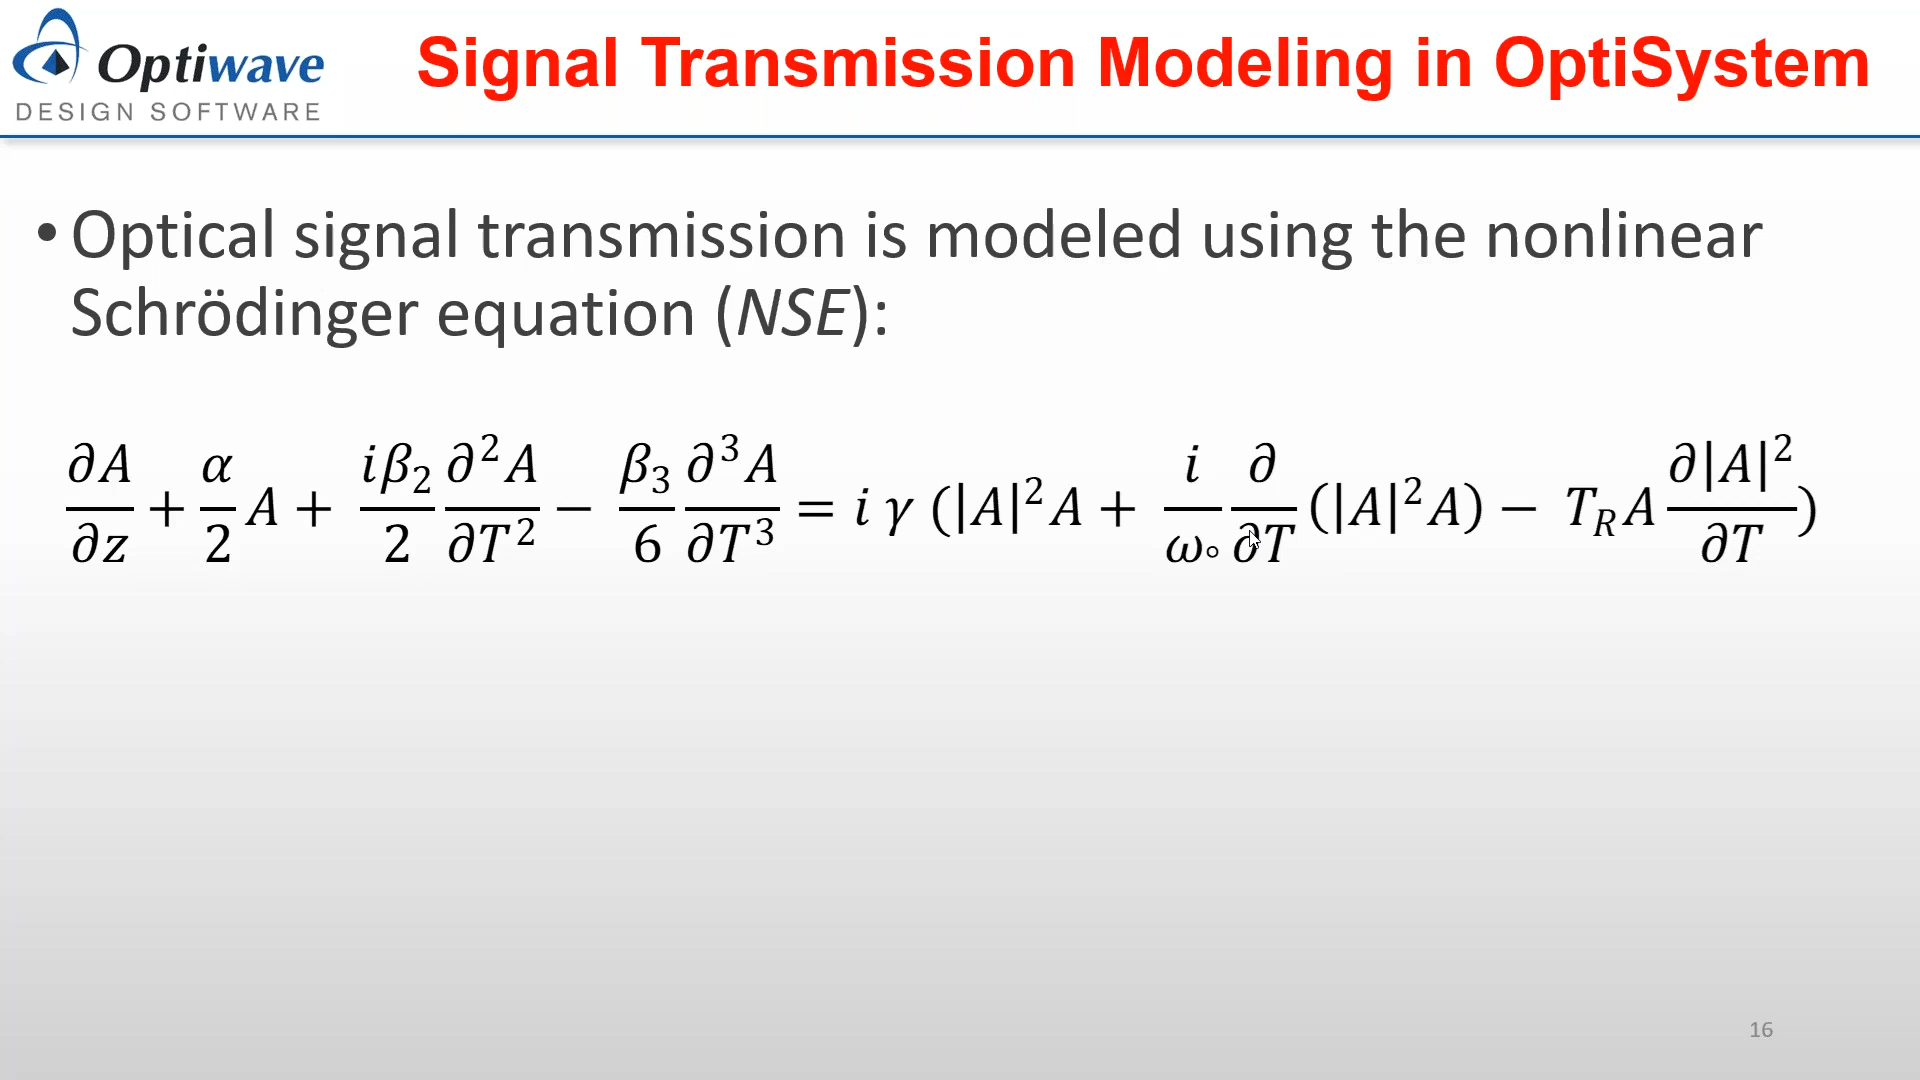 Optiwave
DESIGN SOFTWARE
Signal Transmission Modeling in OptiSystem
• Optical signal transmission is modeled using the nonlinear
Schrödinger equation (NSE):
∂A/∂z + α/2 A + iβ₂/2 ∂²A/∂T² − β₃/6 ∂³A/∂T³ = i γ (|A|²A + i/ω∘ ∂/∂T (|A|²A) − T_R A ∂|A|²/∂T)
16